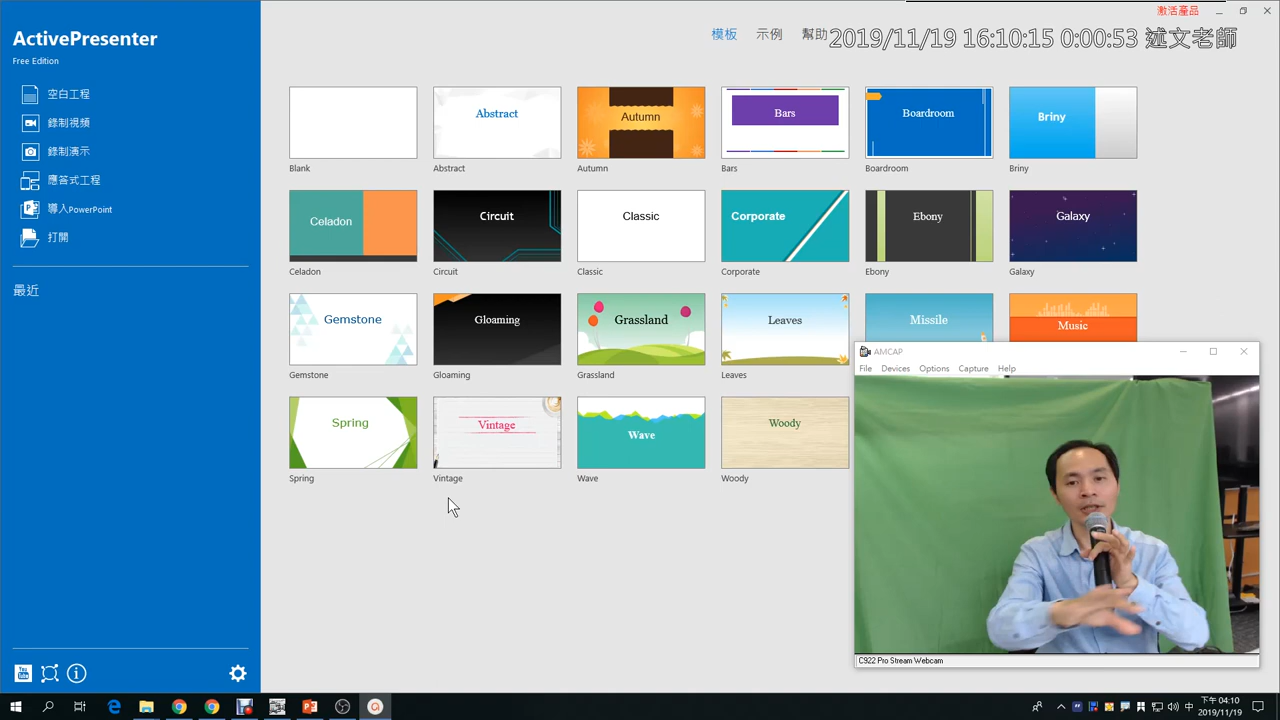 激活產品
ActivePresenter
Free Edition
模板 示例 幫助
2019/11/19 16:10:15 0:00:53 述文老師
空白工程
錄制視頻
錄制演示
應答式工程
導入PowerPoint
打開
最近
Abstract
Autumn
Bars
Boardroom
Briny
Blank
Abstract
Autumn
Bars
Boardroom
Briny
Celadon
Circuit
Classic
Corporate
Ebony
Galaxy
Celadon
Circuit
Classic
Corporate
Ebony
Galaxy
Gemstone
Gloaming
Grassland
Leaves
Missile
Music
Gemstone
Gloaming
Grassland
Leaves
Spring
Vintage
Wave
Woody
Spring
Vintage
Wave
Woody
AMCAP
File Devices Options Capture Help
C922 Pro Stream Webcam
You
Tube
下午 04:10
2019/11/19
中